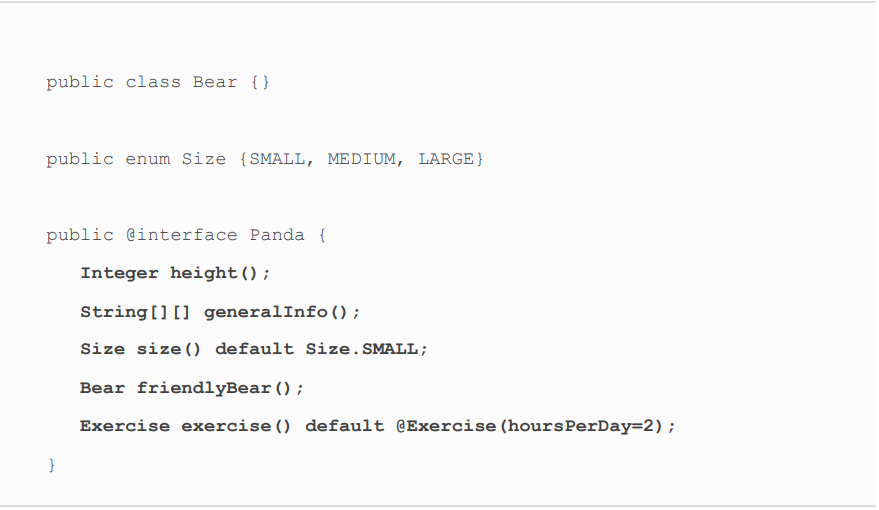 public class Bear {}
public enum Size {SMALL, MEDIUM, LARGE}
public @interface Panda {
Integer height();
String[][] generalInfo();
Size size() default Size.SMALL;
Bear friendlyBear();
Exercise exercise() default @Exercise(hoursPerDay=2);
}